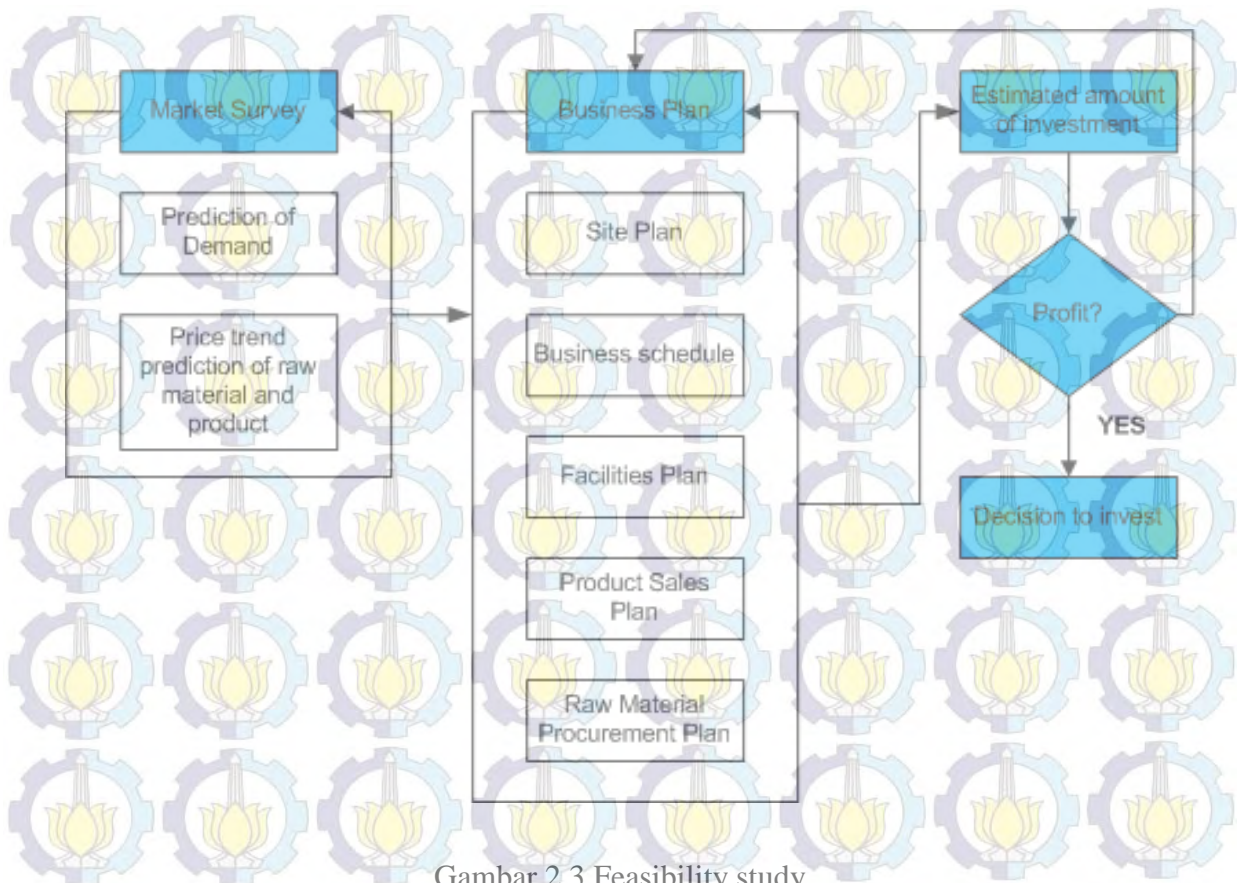 Market Survey
Prediction of
Demand
Price trend
prediction of raw
material and
product
Business Plan
Site Plan
Business schedule
Facilities Plan
Product Sales
Plan
Raw Material
Procurement Plan
Estimated amount
of investment
Profit?
YES
Decision to invest
Gambar 2.3 Feasibility study